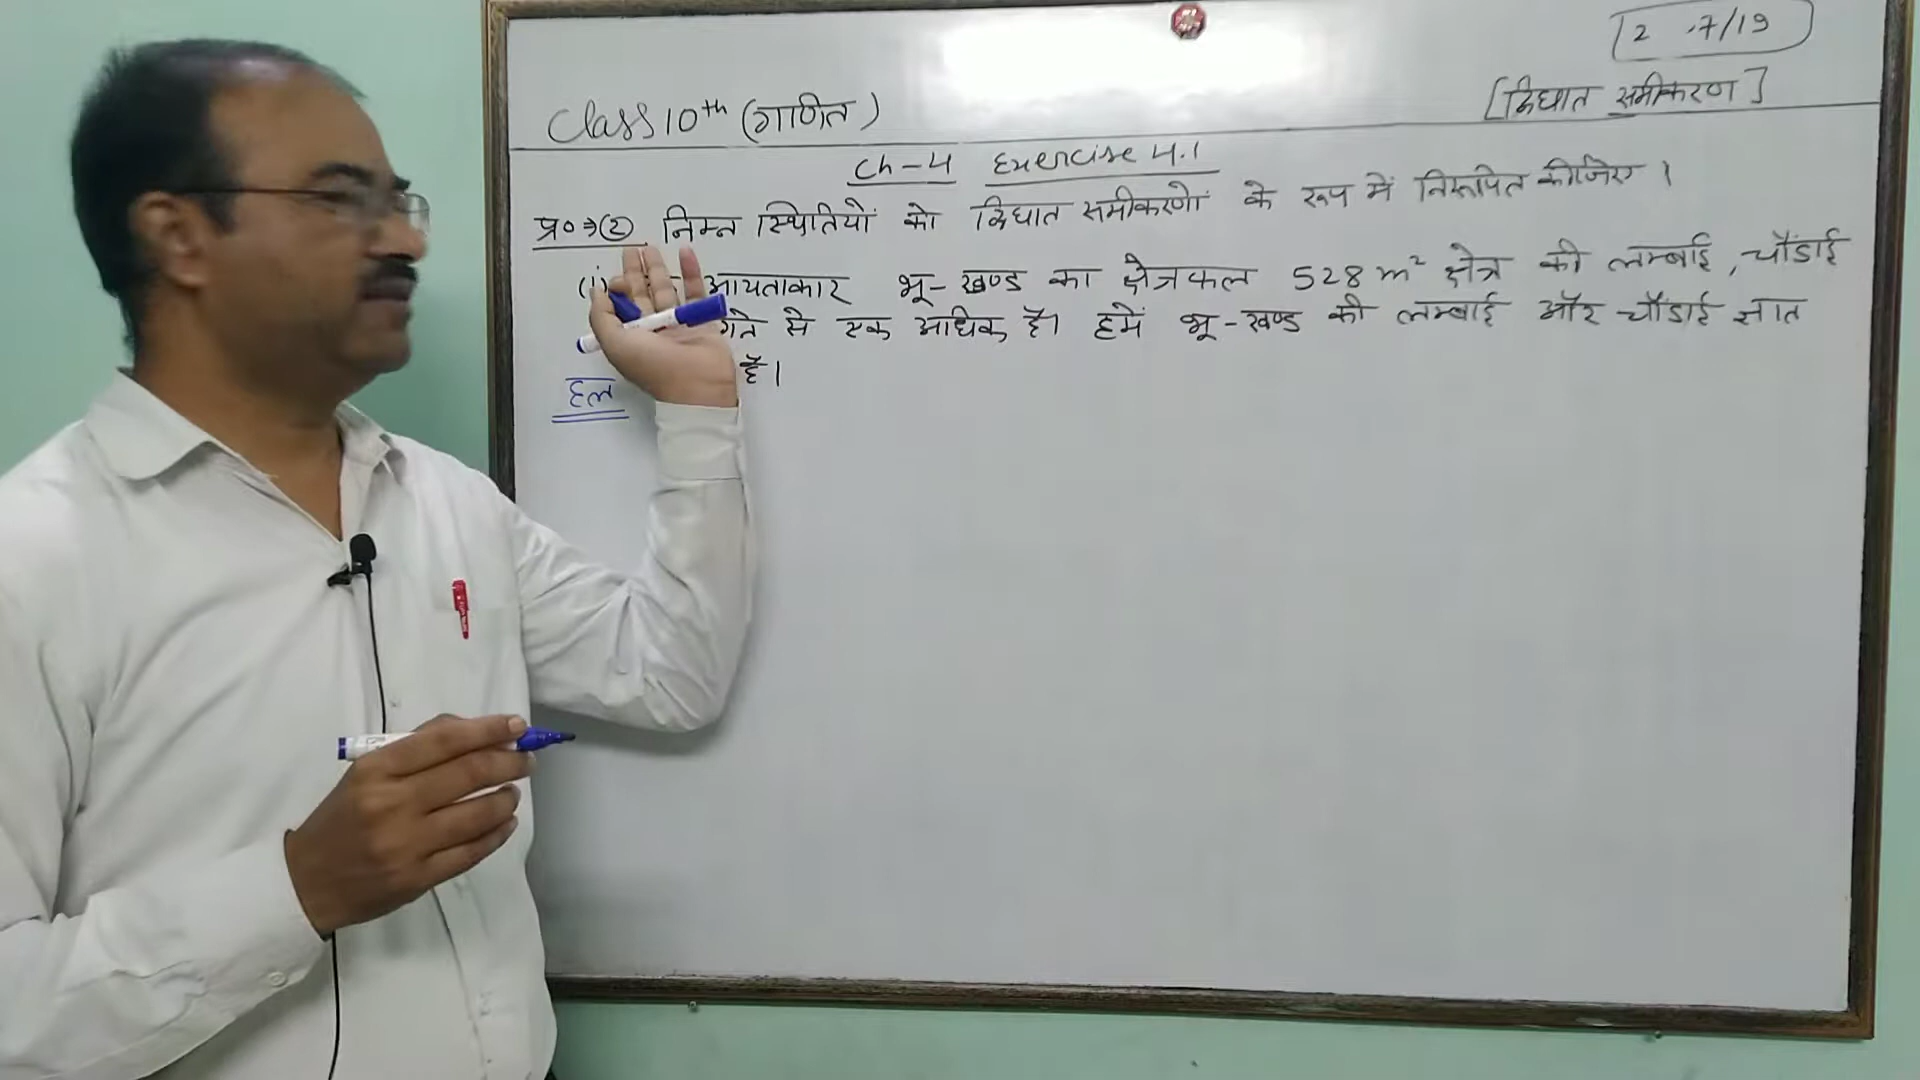 2 .7/19
Class 10th (गणित)
[द्विघात समीकरण]
Ch-4 Exercise 4.1
प्र०⇒(2) निम्न स्थितियों को द्विघात समीकरणों के रूप में निरूपित कीजिए।
(i) आयताकार भू-खण्ड का क्षेत्रफल 528 m² क्षेत्र की लम्बाई, चौंडाई
से एक अधिक है। हमें भू-खण्ड की लम्बाई और चौंडाई ज्ञात
है।
हल